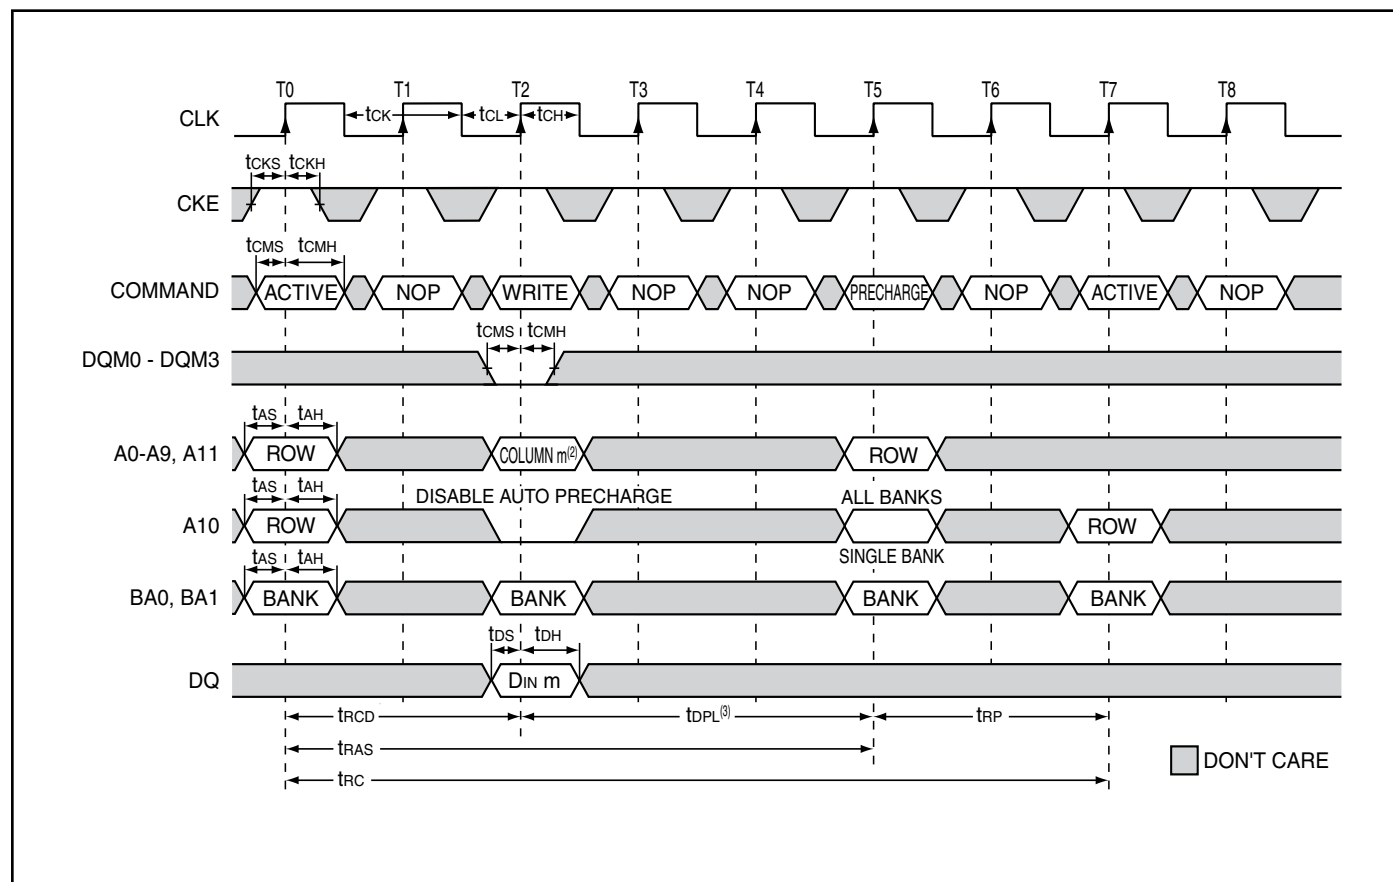 T0 T1 T2 T3 T4 T5 T6 T7 T8
CLK tCK tCL tCH
tCKS tCKH
CKE
tCMS tCMH
COMMAND ACTIVE NOP WRITE NOP NOP PRECHARGE NOP ACTIVE NOP
tCMS tCMH
DQM0 - DQM3
tAS tAH
A0-A9, A11 ROW COLUMN m(2) ROW
tAS tAH DISABLE AUTO PRECHARGE ALL BANKS
A10 ROW ROW
tAS tAH SINGLE BANK
BA0, BA1 BANK BANK BANK BANK
tDS tDH
DQ DIN m
tRCD tDPL(3) tRP
tRAS
DON'T CARE
tRC